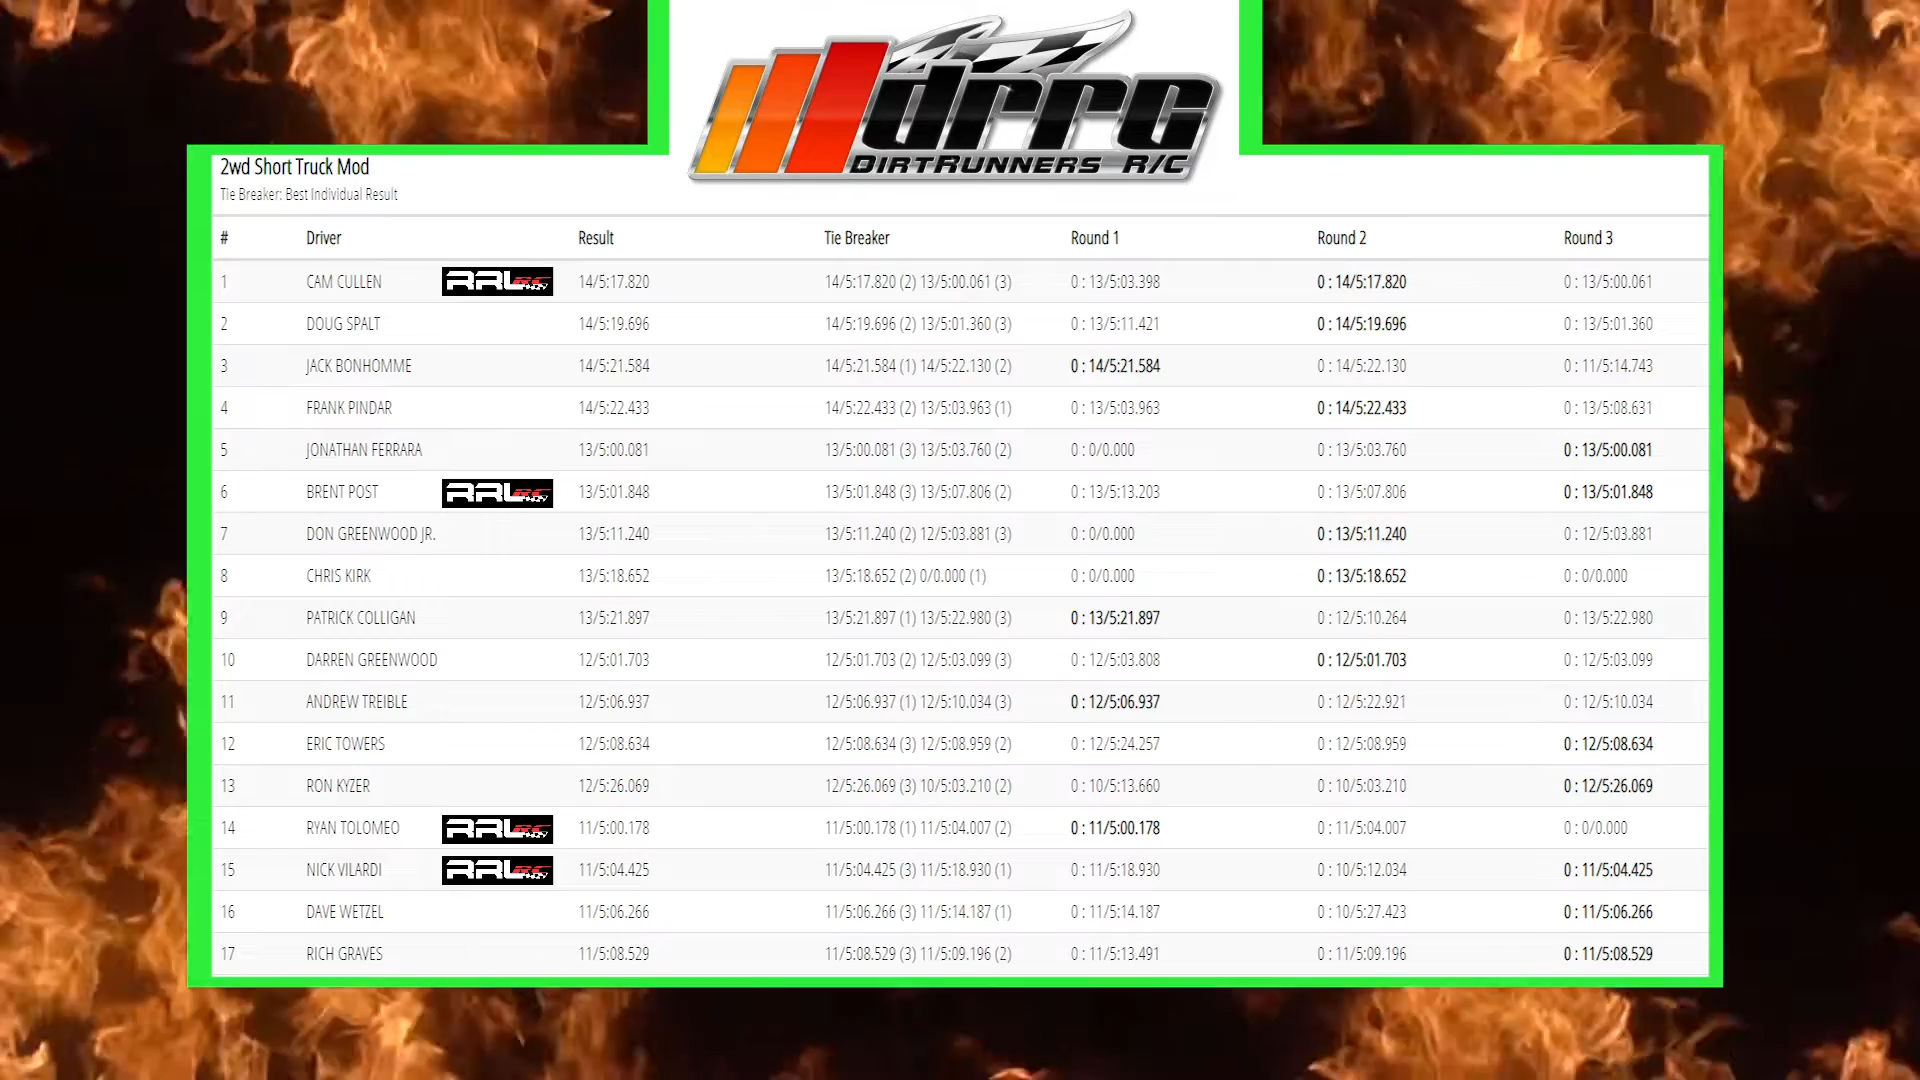 drrc
DIRTRUNNERS R/C
2wd Short Truck Mod
Tie Breaker: Best Individual Result
# Driver Result Tie Breaker Round 1 Round 2 Round 3
1 CAM CULLEN RRL RC 14/5:17.820 14/5:17.820 (2) 13/5:00.061 (3) 0 : 13/5:03.398 0 : 14/5:17.820 0 : 13/5:00.061
2 DOUG SPALT 14/5:19.696 14/5:19.696 (2) 13/5:01.360 (3) 0 : 13/5:11.421 0 : 14/5:19.696 0 : 13/5:01.360
3 JACK BONHOMME 14/5:21.584 14/5:21.584 (1) 14/5:22.130 (2) 0 : 14/5:21.584 0 : 14/5:22.130 0 : 11/5:14.743
4 FRANK PINDAR 14/5:22.433 14/5:22.433 (2) 13/5:03.963 (1) 0 : 13/5:03.963 0 : 14/5:22.433 0 : 13/5:08.631
5 JONATHAN FERRARA 13/5:00.081 13/5:00.081 (3) 13/5:03.760 (2) 0 : 0/0.000 0 : 13/5:03.760 0 : 13/5:00.081
6 BRENT POST RRL RC 13/5:01.848 13/5:01.848 (3) 13/5:07.806 (2) 0 : 13/5:13.203 0 : 13/5:07.806 0 : 13/5:01.848
7 DON GREENWOOD JR. 13/5:11.240 13/5:11.240 (2) 12/5:03.881 (3) 0 : 0/0.000 0 : 13/5:11.240 0 : 12/5:03.881
8 CHRIS KIRK 13/5:18.652 13/5:18.652 (2) 0/0.000 (1) 0 : 0/0.000 0 : 13/5:18.652 0 : 0/0.000
9 PATRICK COLLIGAN 13/5:21.897 13/5:21.897 (1) 13/5:22.980 (3) 0 : 13/5:21.897 0 : 12/5:10.264 0 : 13/5:22.980
10 DARREN GREENWOOD 12/5:01.703 12/5:01.703 (2) 12/5:03.099 (3) 0 : 12/5:03.808 0 : 12/5:01.703 0 : 12/5:03.099
11 ANDREW TREIBLE 12/5:06.937 12/5:06.937 (1) 12/5:10.034 (3) 0 : 12/5:06.937 0 : 12/5:22.921 0 : 12/5:10.034
12 ERIC TOWERS 12/5:08.634 12/5:08.634 (3) 12/5:08.959 (2) 0 : 12/5:24.257 0 : 12/5:08.959 0 : 12/5:08.634
13 RON KYZER 12/5:26.069 12/5:26.069 (3) 10/5:03.210 (2) 0 : 10/5:13.660 0 : 10/5:03.210 0 : 12/5:26.069
14 RYAN TOLOMEO RRL RC 11/5:00.178 11/5:00.178 (1) 11/5:04.007 (2) 0 : 11/5:00.178 0 : 11/5:04.007 0 : 0/0.000
15 NICK VILARDI RRL RC 11/5:04.425 11/5:04.425 (3) 11/5:18.930 (1) 0 : 11/5:18.930 0 : 10/5:12.034 0 : 11/5:04.425
16 DAVE WETZEL 11/5:06.266 11/5:06.266 (3) 11/5:14.187 (1) 0 : 11/5:14.187 0 : 10/5:27.423 0 : 11/5:06.266
17 RICH GRAVES 11/5:08.529 11/5:08.529 (3) 11/5:09.196 (2) 0 : 11/5:13.491 0 : 11/5:09.196 0 : 11/5:08.529